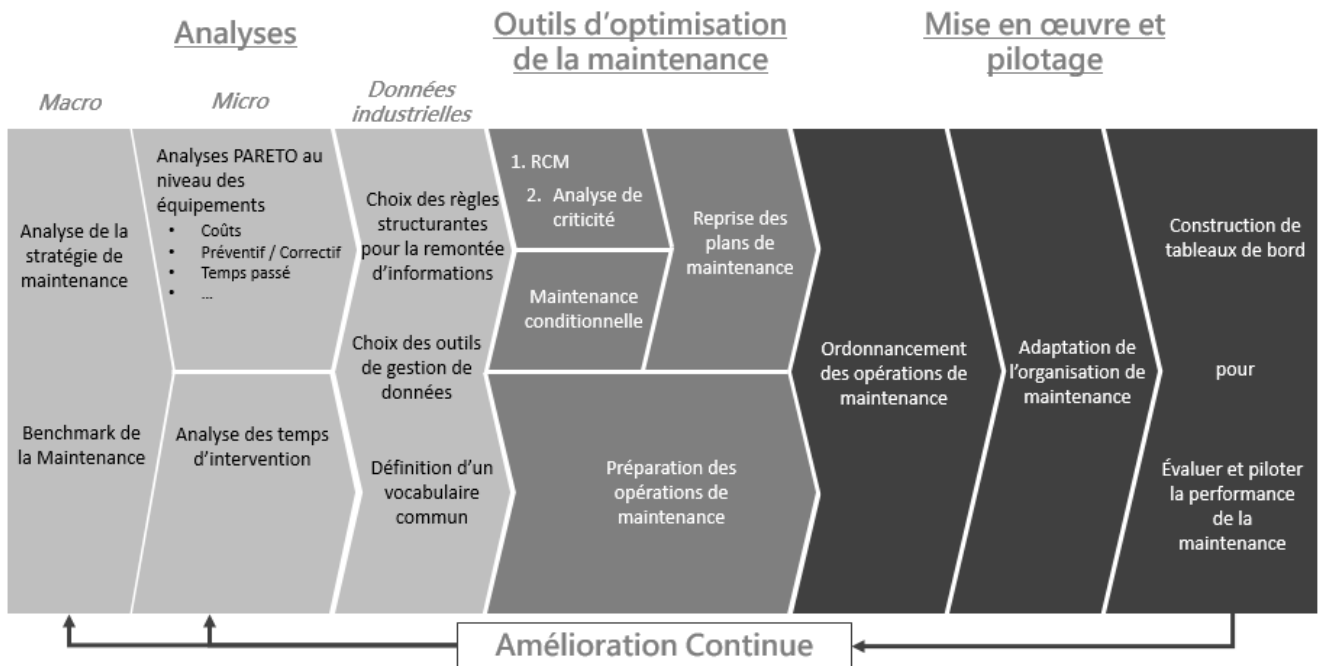 Analyses
Outils d’optimisation
de la maintenance
Mise en œuvre et
pilotage
Macro
Micro
Données
industrielles
Analyse de la
stratégie de
maintenance
Benchmark de
la Maintenance
Analyses PARETO au
niveau des
équipements
• Coûts
• Préventif / Correctif
• Temps passé
• ...
Analyse des temps
d’intervention
Choix des règles
structurantes
pour la remontée
d’informations
Choix des outils
de gestion de
données
Définition d’un
vocabulaire
commun
1. RCM
2. Analyse de
criticité
Maintenance
conditionnelle
Reprise des
plans de
maintenance
Préparation des
opérations de
maintenance
Ordonnancement
des opérations de
maintenance
Adaptation de
l’organisation de
maintenance
Construction de
tableaux de bord
pour
Évaluer et piloter
la performance
de la
maintenance
Amélioration Continue